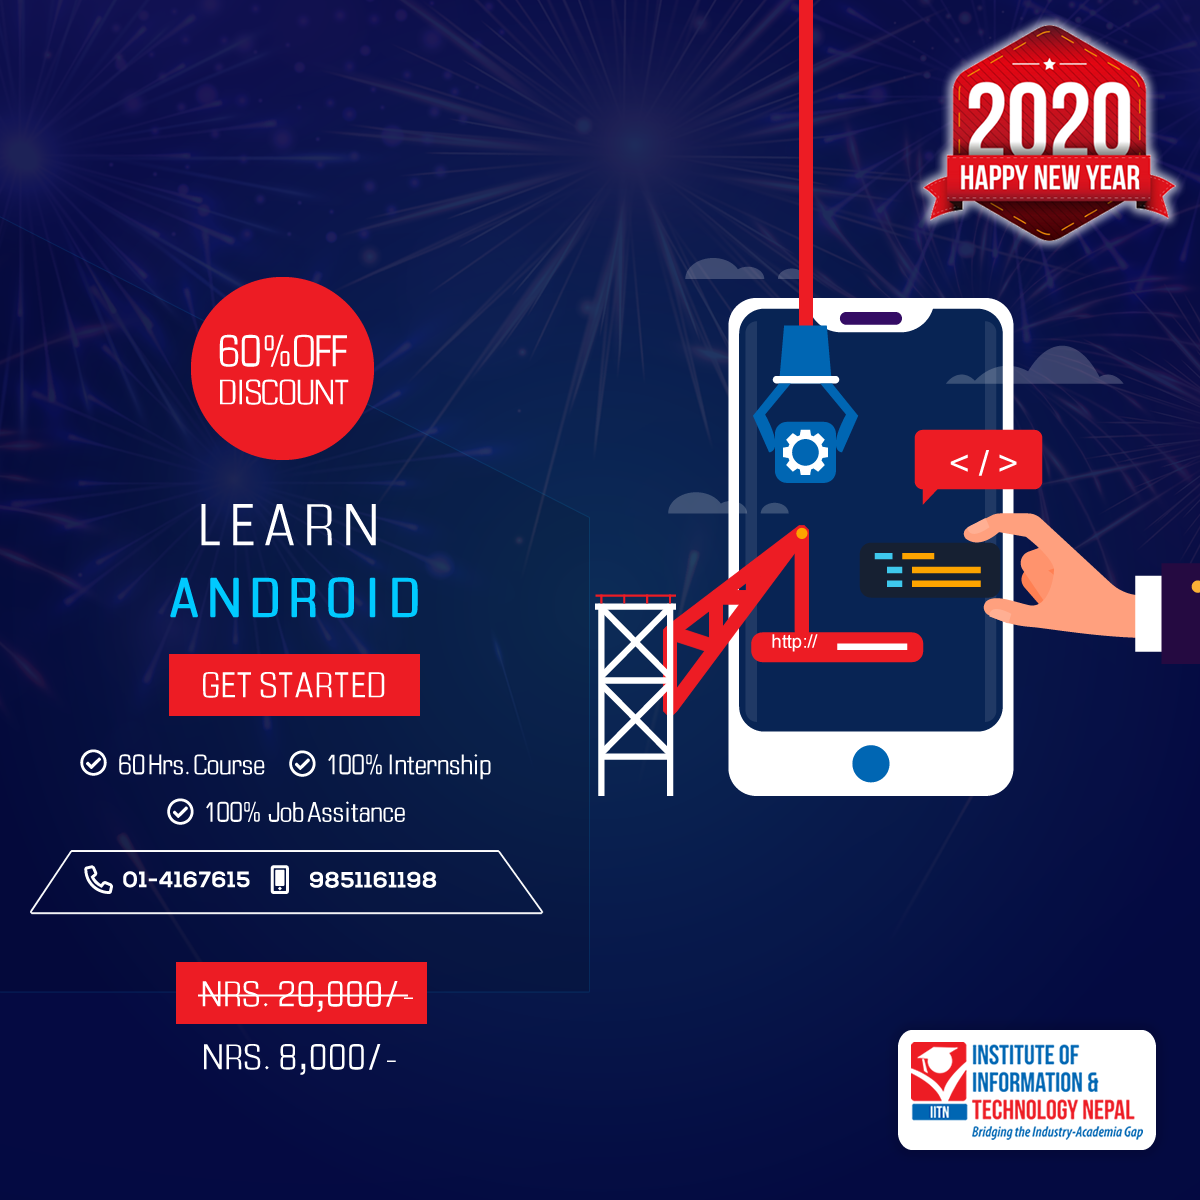 2020
HAPPY NEW YEAR
60% OFF
DISCOUNT
LEARN
ANDROID
GET STARTED
60 Hrs. Course
100% Internship
100% Job Assitance
01-4167615
9851161198
NRS. 20,000/-
NRS. 8,000/-
</>
http://
IITN
INSTITUTE OF
INFORMATION &
TECHNOLOGY NEPAL
Bridging the Industry-Academia Gap